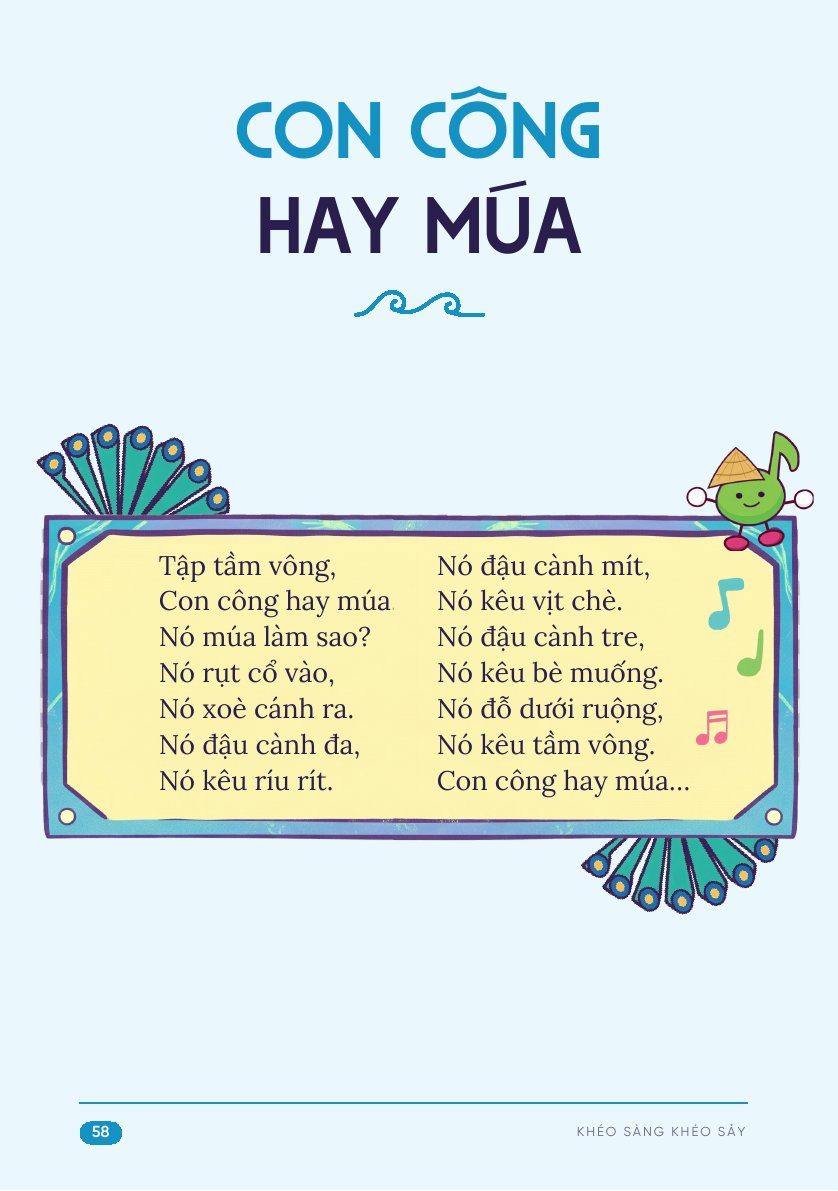 CON CÔNG
HAY MÚA
Tập tầm vông,
Con công hay múa.
Nó múa làm sao?
Nó rụt cổ vào,
Nó xoè cánh ra.
Nó đậu cành đa,
Nó kêu ríu rít.
Nó đậu cành mít,
Nó kêu vịt chè.
Nó đậu cành tre,
Nó kêu bè muống.
Nó đỗ dưới ruộng,
Nó kêu tầm vông.
Con công hay múa...
58
KHÉO SÀNG KHÉO SẢY